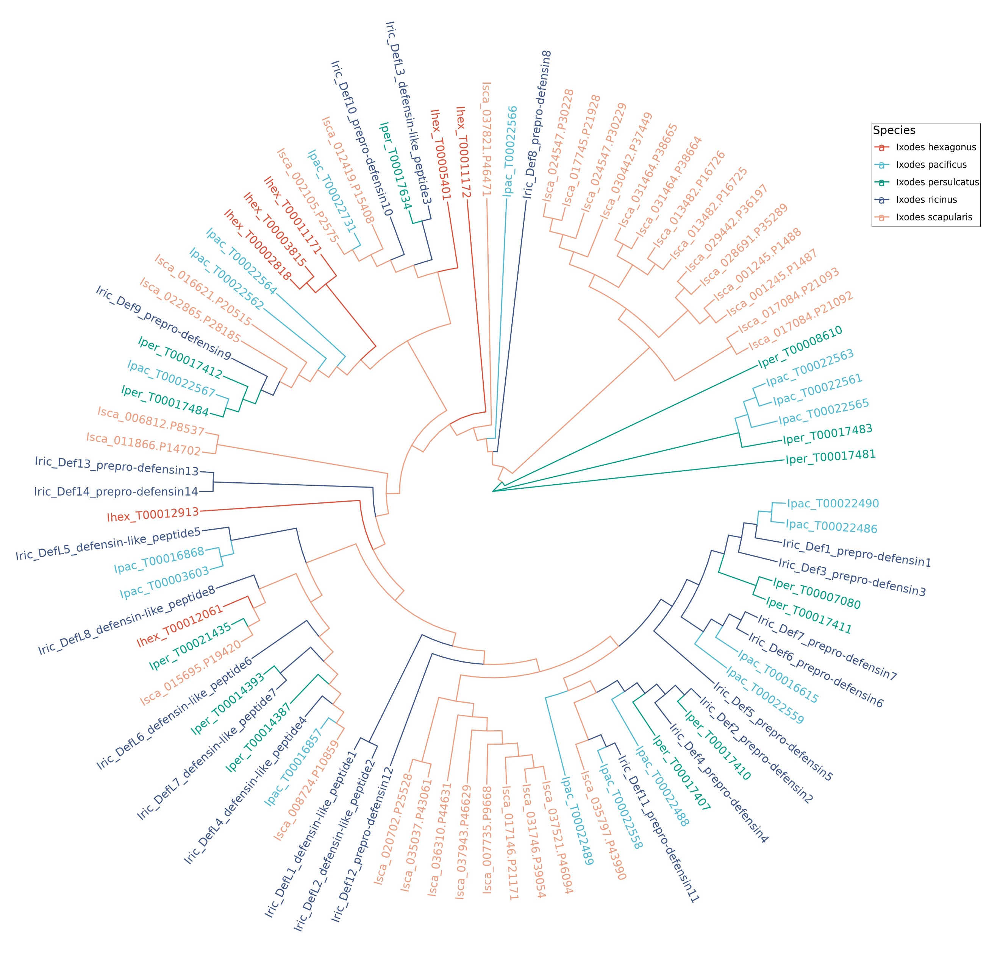 Iric_DefL3_defensin-like_peptide3
Ihex_T00005401
Ihex_T00011172
Isca_037821.P46471
Ipac_T00022566
Iric_Def8_prepro-defensin8
Isca_024547.P30228
Isca_017745.P21928
Isca_024547.P30229
Isca_030442.P37449
Isca_031464.P38665
Isca_031464.P38664
Isca_013482.P16726
Isca_013482.P16725
Isca_029442.P36197
Isca_028691.P35289
Isca_001245.P1488
Isca_001245.P1487
Isca_017084.P21093
Isca_017084.P21092
Iper_T00008610
Ipac_T00022563
Ipac_T00022561
Ipac_T00022565
Iper_T00017483
Iper_T00017481
Ipac_T00022490
Ipac_T00022486
Iric_Def1_prepro-defensin1
Iric_Def3_prepro-defensin3
Iper_T00007080
Iper_T00017411
Iric_Def7_prepro-defensin7
Iric_Def6_prepro-defensin6
Ipac_T00016615
Ipac_T00022559
Iric_Def5_prepro-defensin5
Iric_Def2_prepro-defensin2
Iper_T00017410
Iric_Def4_prepro-defensin4
Iper_T00017407
Ipac_T00022488
Iric_Def11_prepro-defensin11
Ipac_T00022558
Isca_035797.P43990
Ipac_T00022489
Isca_037521.P46094
Isca_031746.P39054
Isca_017146.P21171
Isca_007735.P9698
Isca_037943.P46629
Isca_036310.P44631
Isca_035037.P43061
Isca_020702.P25528
Iric_Def12_prepro-defensin12
Iric_DefL2_defensin-like_peptide2
Iric_DefL1_defensin-like_peptide1
Isca_008724.P10859
Ipac_T00016857
Iric_DefL4_defensin-like_peptide4
Iper_T00014387
Iric_DefL7_defensin-like_peptide7
Iper_T00014393
Iric_DefL6_defensin-like_peptide6
Isca_015695.P19420
Iper_T00021435
Ihex_T00012061
Iric_DefL8_defensin-like_peptide8
Ipac_T00003603
Ipac_T00016868
Iric_DefL5_defensin-like_peptide5
Ihex_T00012913
Iric_Def14_prepro-defensin14
Iric_Def13_prepro-defensin13
Isca_011866.P14702
Isca_006812.P8537
Iper_T00017484
Ipac_T00022567
Iper_T00017412
Iric_Def9_prepro-defensin9
Isca_022865.P28185
Isca_016621.P20515
Ipac_T00022562
Ipac_T00022564
Ihex_T00002818
Ihex_T00003815
Ihex_T00011171
Isca_002105.P2575
Ipac_T00022731
Isca_012419.P15408
Iric_Def10_prepro-defensin10
Iper_T00017634
Species
a Ixodes hexagonus
a Ixodes pacificus
a Ixodes persulcatus
a Ixodes ricinus
a Ixodes scapularis